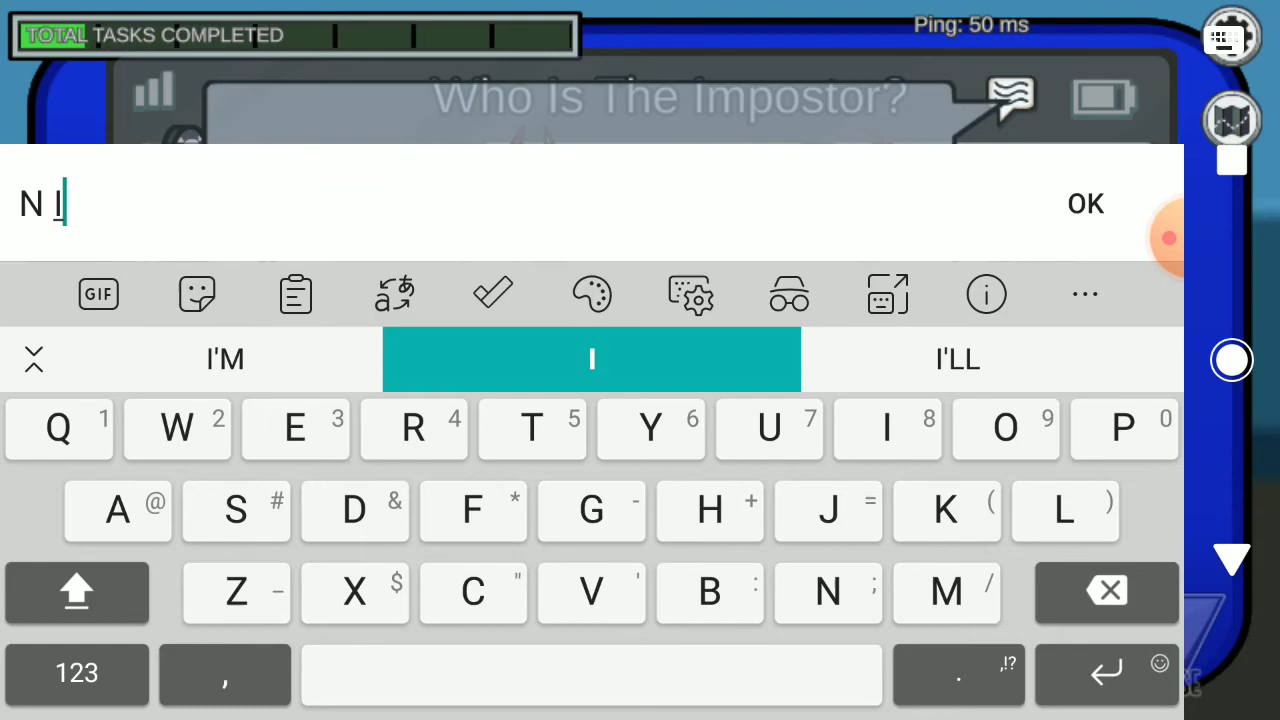 TOTAL TASKS COMPLETED
Ping: 50 ms
Who Is The Impostor?
N I
OK
GIF
a あ
I'M I I'LL
Q 1 W 2 E 3 R 4 T 5 Y 6 U 7 I 8 O 9 P 0
A @ S # D & F * G - H + J = K ( L )
Z _ X $ C " V ' B : N ; M /
123 , . ,!?